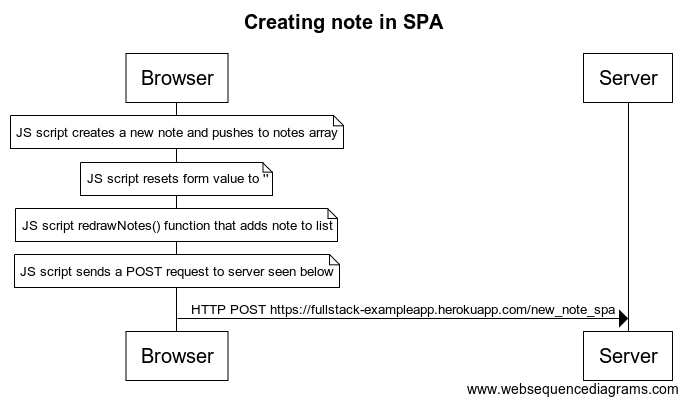 Creating note in SPA
Browser
Server
JS script creates a new note and pushes to notes array
JS script resets form value to ''
JS script redrawNotes() function that adds note to list
JS script sends a POST request to server seen below
HTTP POST https://fullstack-exampleapp.herokuapp.com/new_note_spa
Browser
Server
www.websequencediagrams.com